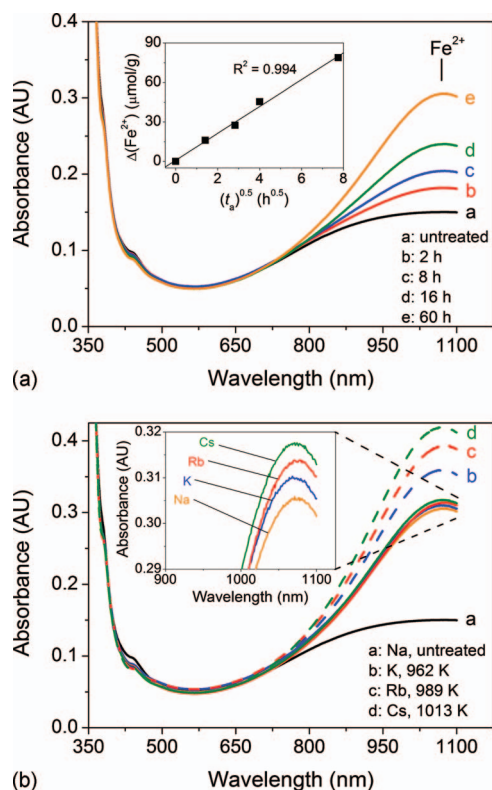 (a)
Absorbance (AU)
0.4
0.3
0.2
0.1
0.0
350 500 650 800 950 1100
Wavelength (nm)
Δ(Fe²⁺) (μmol/g)
90
60
30
0
0 2 4 6 8
(tₐ)⁰·⁵ (h⁰·⁵)
R² = 0.994
Fe²⁺
e
d
c
b
a
a: untreated
b: 2 h
c: 8 h
d: 16 h
e: 60 h
(b)
Absorbance (AU)
0.4
0.3
0.2
0.1
0.0
350 500 650 800 950 1100
Wavelength (nm)
Absorbance (AU)
0.32
0.31
0.30
0.29
900 1000 1100
Wavelength (nm)
Cs
Rb
K
Na
d
c
b
a
a: Na, untreated
b: K, 962 K
c: Rb, 989 K
d: Cs, 1013 K